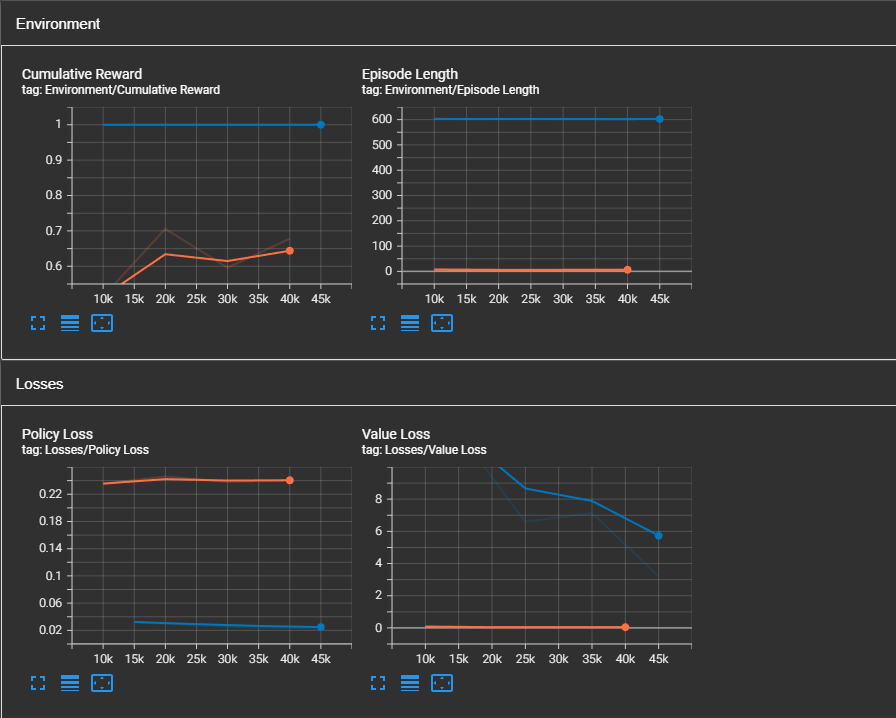 Environment
Cumulative Reward
tag: Environment/Cumulative Reward
1
0.9
0.8
0.7
0.6
10k 15k 20k 25k 30k 35k 40k 45k
Episode Length
tag: Environment/Episode Length
600
500
400
300
200
100
0
10k 15k 20k 25k 30k 35k 40k 45k
Losses
Policy Loss
tag: Losses/Policy Loss
0.22
0.18
0.14
0.1
0.06
0.02
10k 15k 20k 25k 30k 35k 40k 45k
Value Loss
tag: Losses/Value Loss
8
6
4
2
0
10k 15k 20k 25k 30k 35k 40k 45k